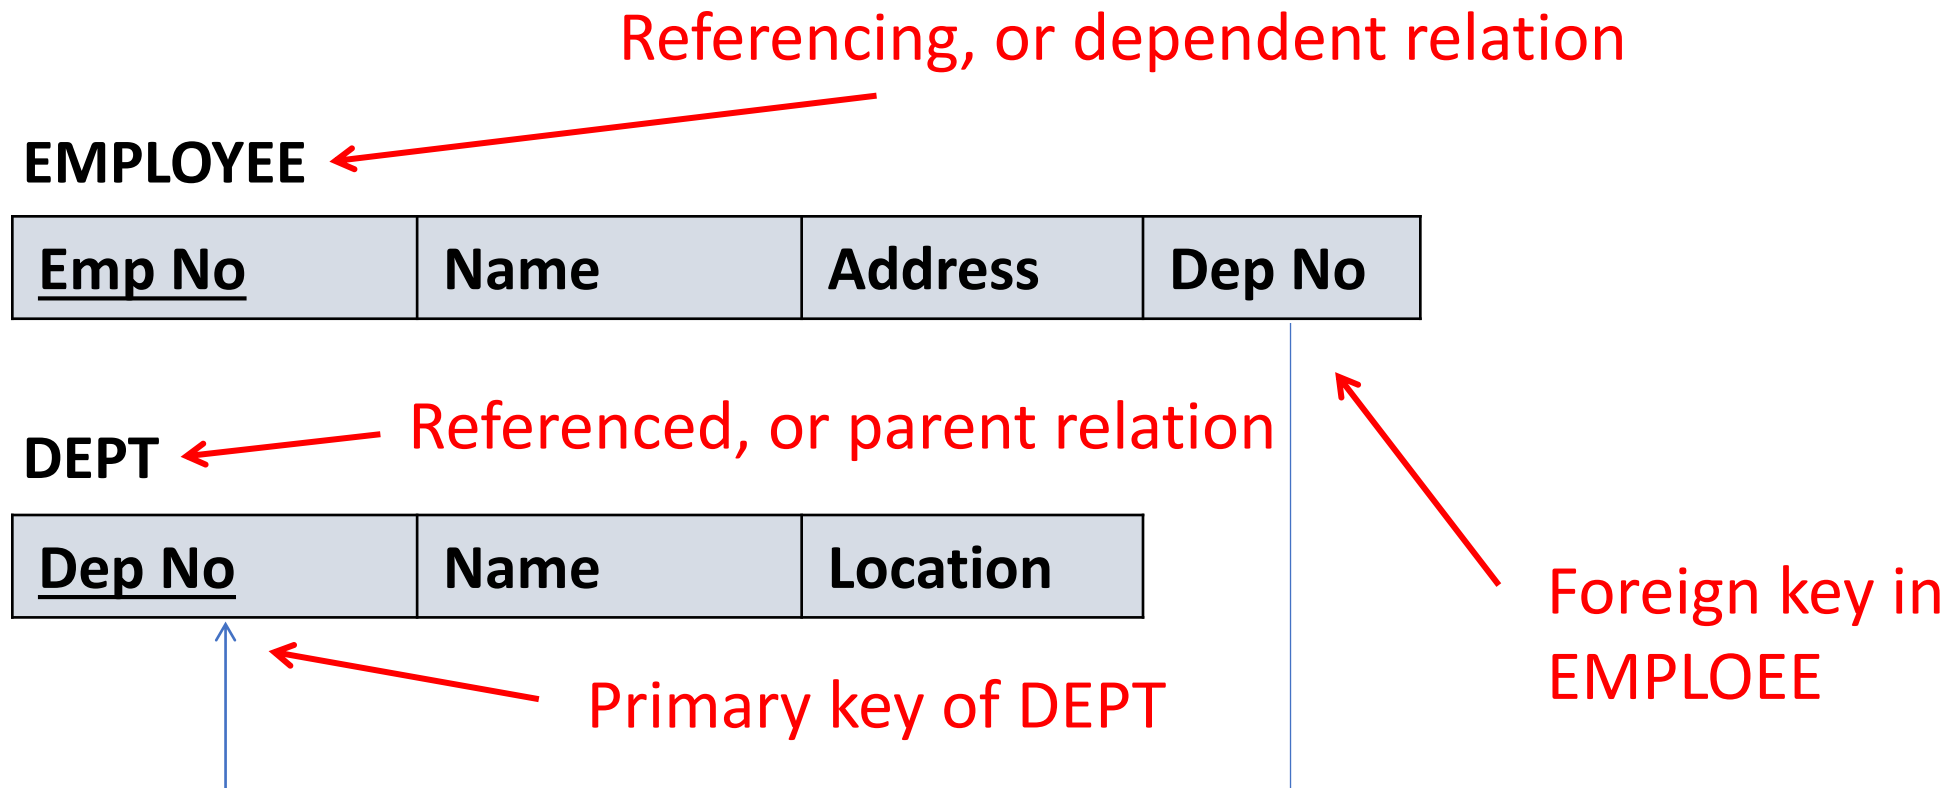 Referencing, or dependent relation
EMPLOYEE
Emp No Name Address Dep No
Referenced, or parent relation
DEPT
Dep No Name Location
Foreign key in
EMPLOEE
Primary key of DEPT